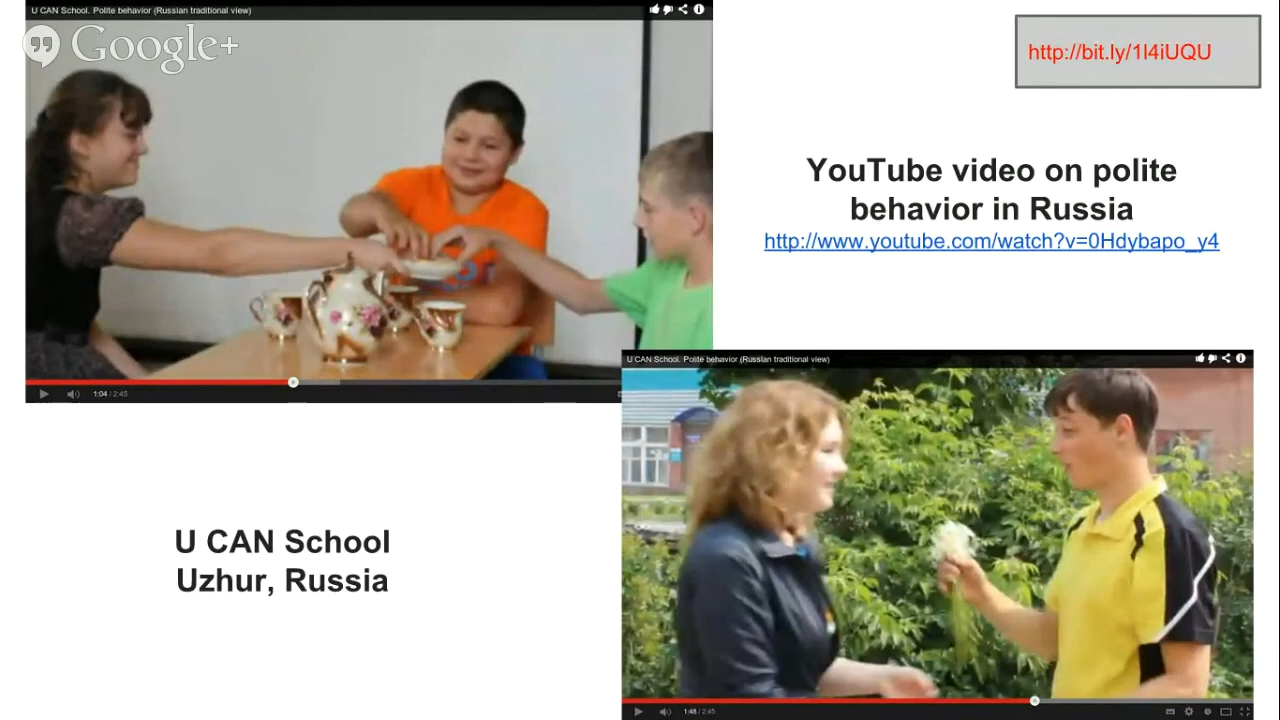 U CAN School. Polite behavior (Russian traditional view)
Google+
http://bit.ly/1l4iUQU
YouTube video on polite
behavior in Russia
http://www.youtube.com/watch?v=0Hdybapo_y4
1:04 / 2:45
U CAN School. Polite behavior (Russian traditional view)
U CAN School
Uzhur, Russia
1:48 / 2:45